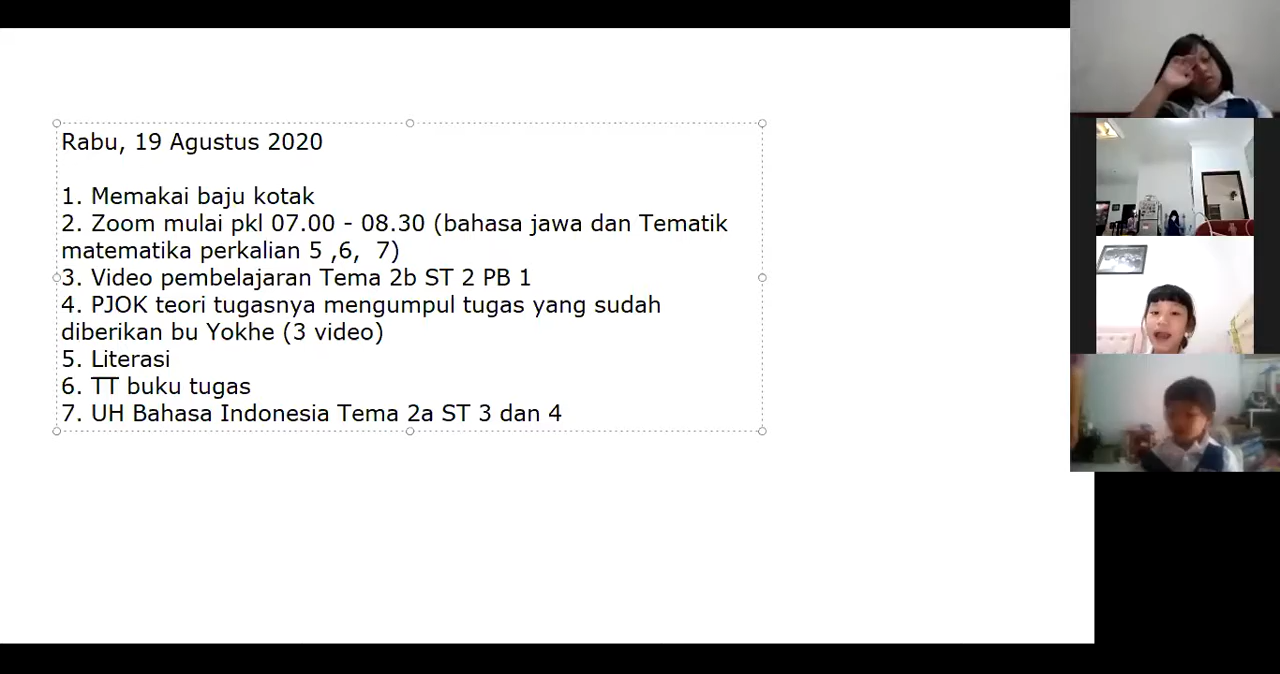 Rabu, 19 Agustus 2020
1. Memakai baju kotak
2. Zoom mulai pkl 07.00 - 08.30 (bahasa jawa dan Tematik
matematika perkalian 5 ,6,  7)
3. Video pembelajaran Tema 2b ST 2 PB 1
4. PJOK teori tugasnya mengumpul tugas yang sudah
diberikan bu Yokhe (3 video)
5. Literasi
6. TT buku tugas
7. UH Bahasa Indonesia Tema 2a ST 3 dan 4